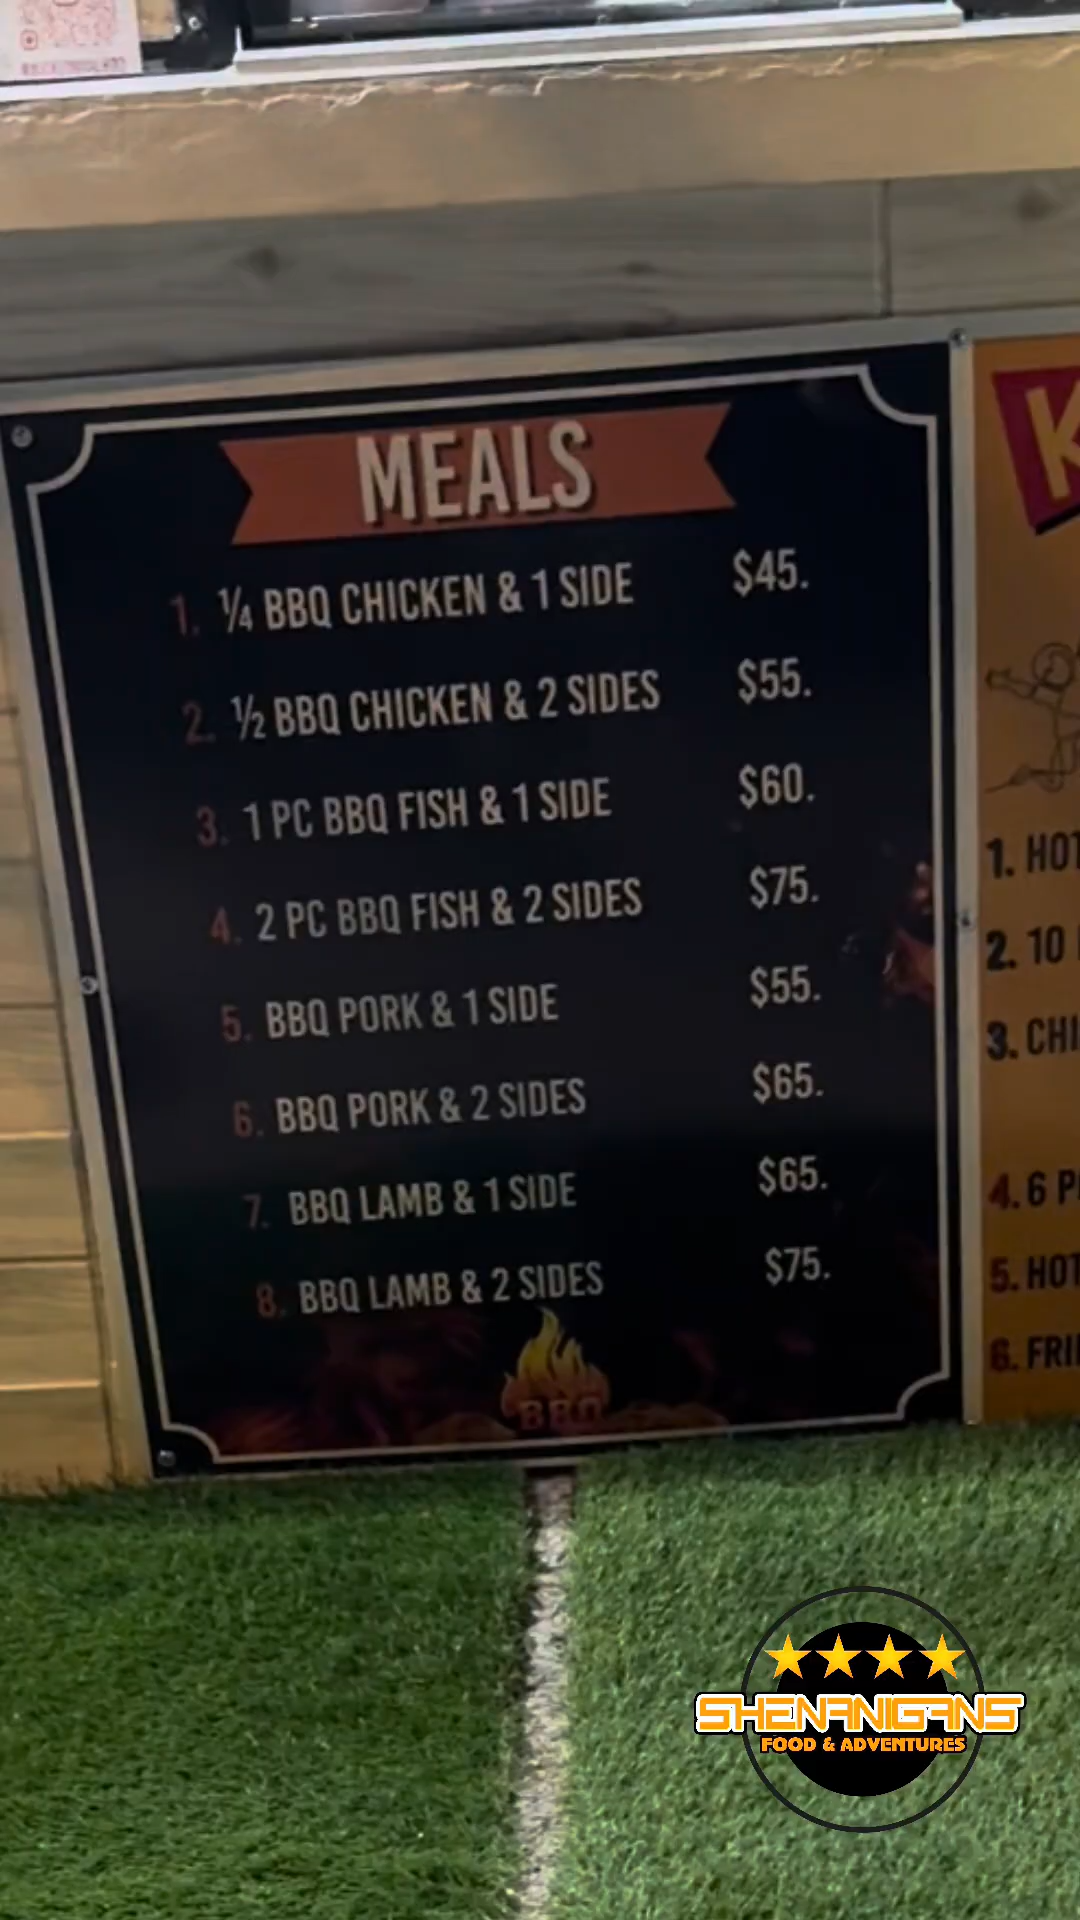 MEALS
1. ¼ BBQ CHICKEN & 1 SIDE $45.
2. ½ BBQ CHICKEN & 2 SIDES $55.
3. 1 PC BBQ FISH & 1 SIDE $60.
4. 2 PC BBQ FISH & 2 SIDES $75.
5. BBQ PORK & 1 SIDE $55.
6. BBQ PORK & 2 SIDES $65.
7. BBQ LAMB & 1 SIDE $65.
8. BBQ LAMB & 2 SIDES $75.
BBQ
K
1. HOT
2. 10
3. CHI
4. 6 P
5. HOT
6. FRI
SHENANIGANS
FOOD & ADVENTURES